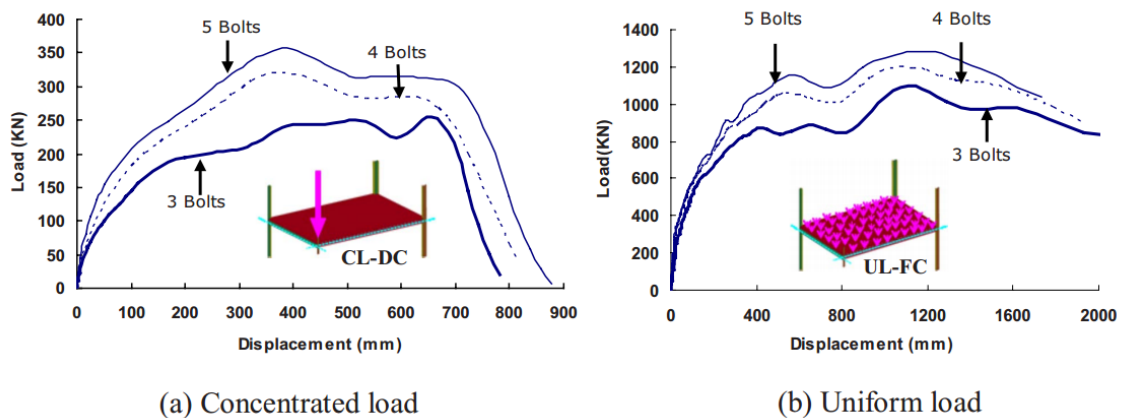 400
350
300
250
200
150
100
50
0
Load (KN)
5 Bolts
4 Bolts
3 Bolts
CL-DC
0 100 200 300 400 500 600 700 800 900
Displacement (mm)
(a) Concentrated load
1400
1200
1000
800
600
400
200
0
Load(KN)
5 Bolts
4 Bolts
3 Bolts
UL-FC
0 400 800 1200 1600 2000
Displacement (mm)
(b) Uniform load